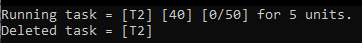 Running task = [T2] [40] [0/50] for 5 units.
Deleted task = [T2]